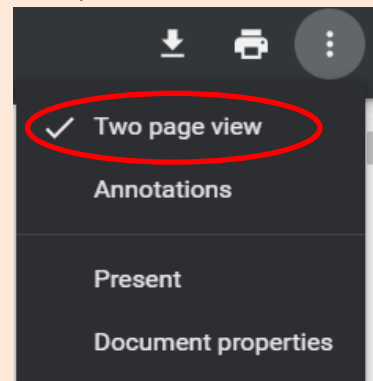 Two page view
Annotations
Present
Document properties